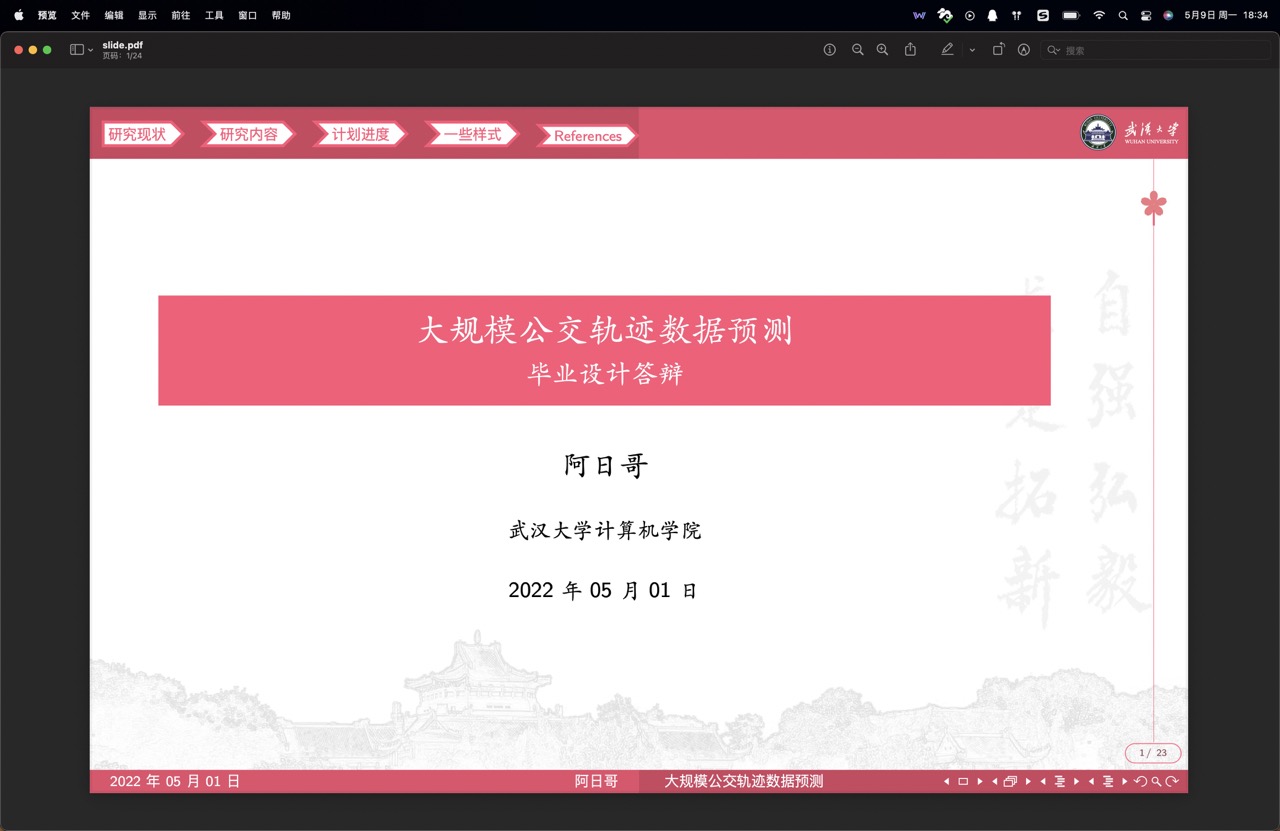 预览 文件 编辑 显示 前往 工具 窗口 帮助
5月9日 周一 18:34
slide.pdf
页码：1/24
搜索
研究现状 研究内容 计划进度 一些样式 References
武汉大学
WUHAN UNIVERSITY
大规模公交轨迹数据预测
毕业设计答辩
阿日哥
武汉大学计算机学院
2022 年 05 月 01 日
自强弘毅
是拓新
1 / 23
2022 年 05 月 01 日 阿日哥 大规模公交轨迹数据预测